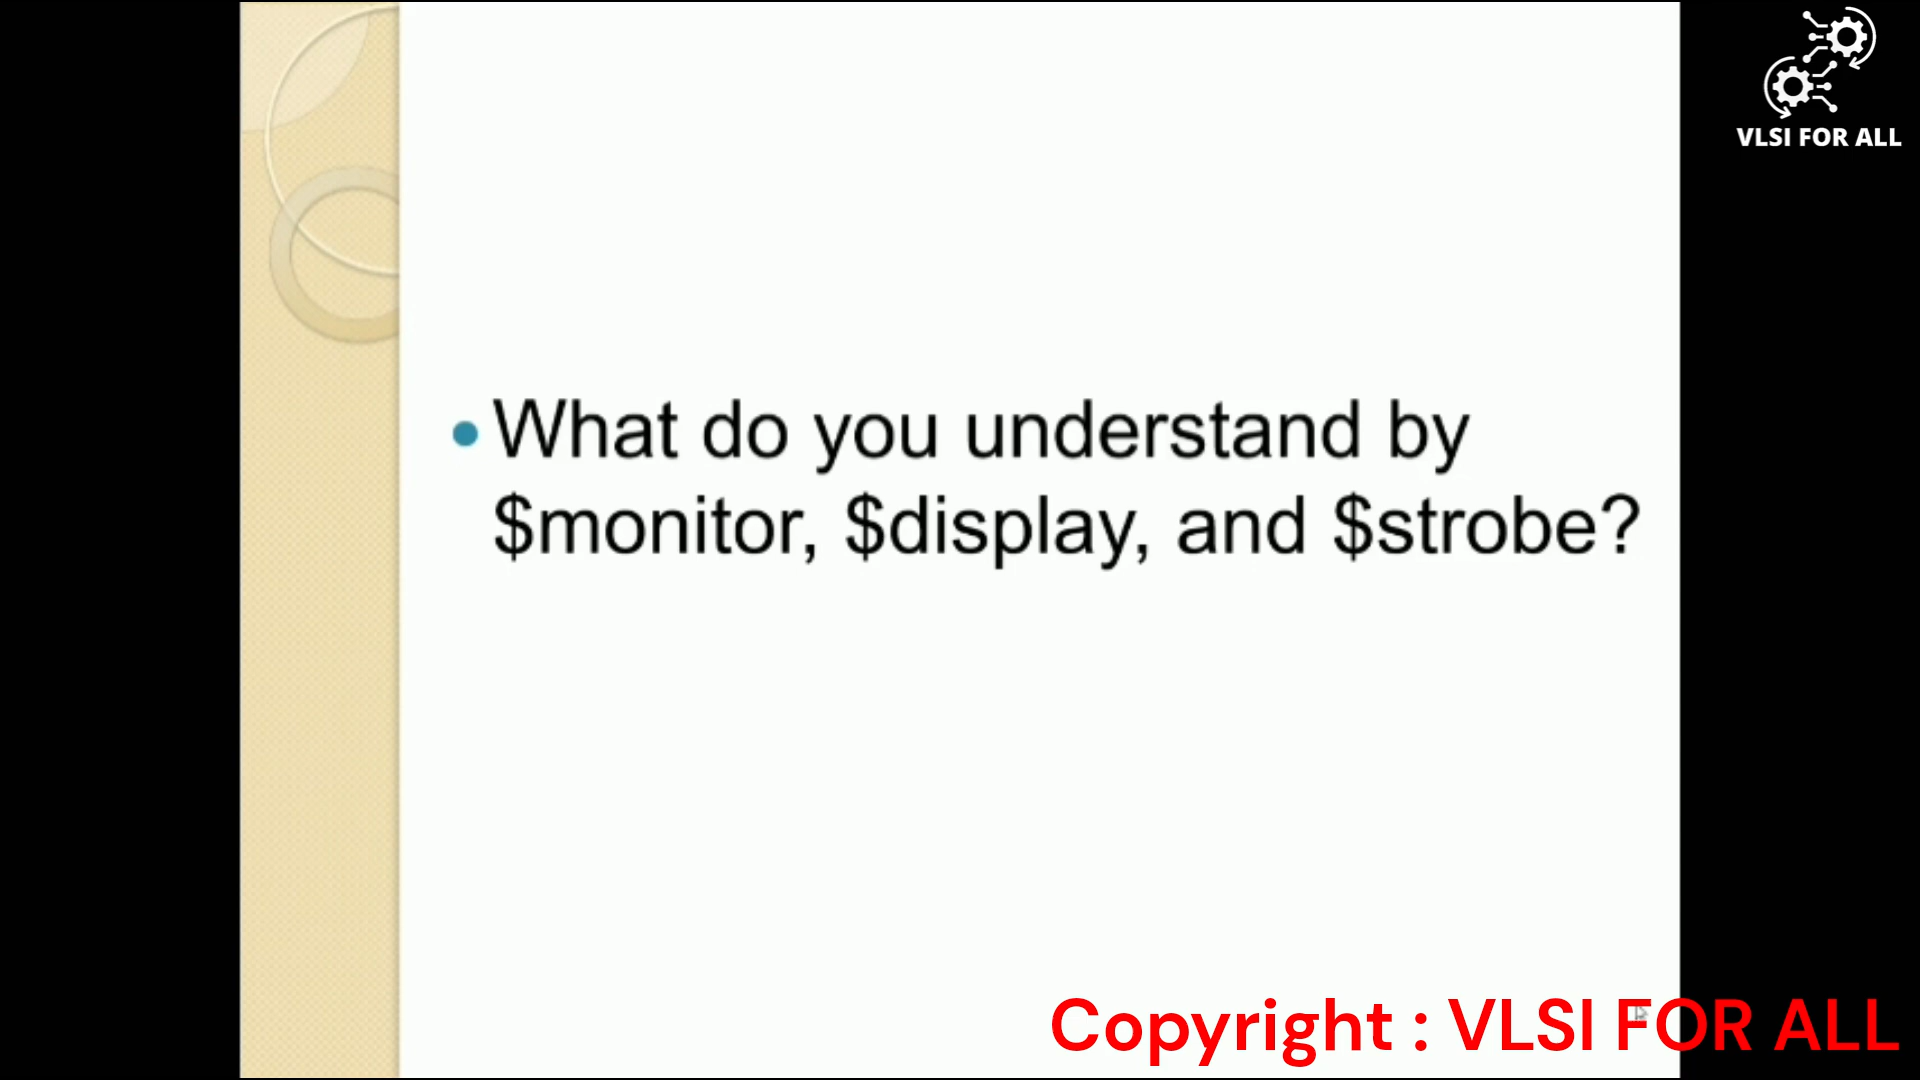 VLSI FOR ALL
• What do you understand by
$monitor, $display, and $strobe?
Copyright : VLSI FOR ALL